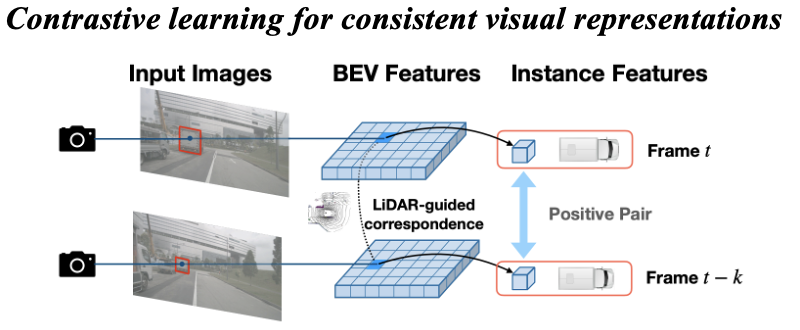 Contrastive learning for consistent visual representations
Input Images
BEV Features
Instance Features
Frame t
LiDAR-guided
correspondence
Positive Pair
Frame t − k